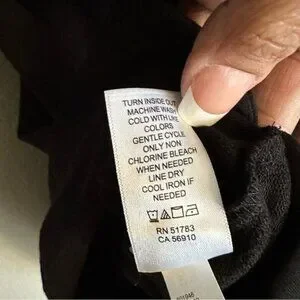 TURN INSIDE OUT
MACHINE WASH
COLD WITH LIKE
COLORS
GENTLE CYCLE
ONLY NON
CHLORINE BLEACH
WHEN NEEDED
LINE DRY
COOL IRON IF
NEEDED
RN 51783
CA 56910